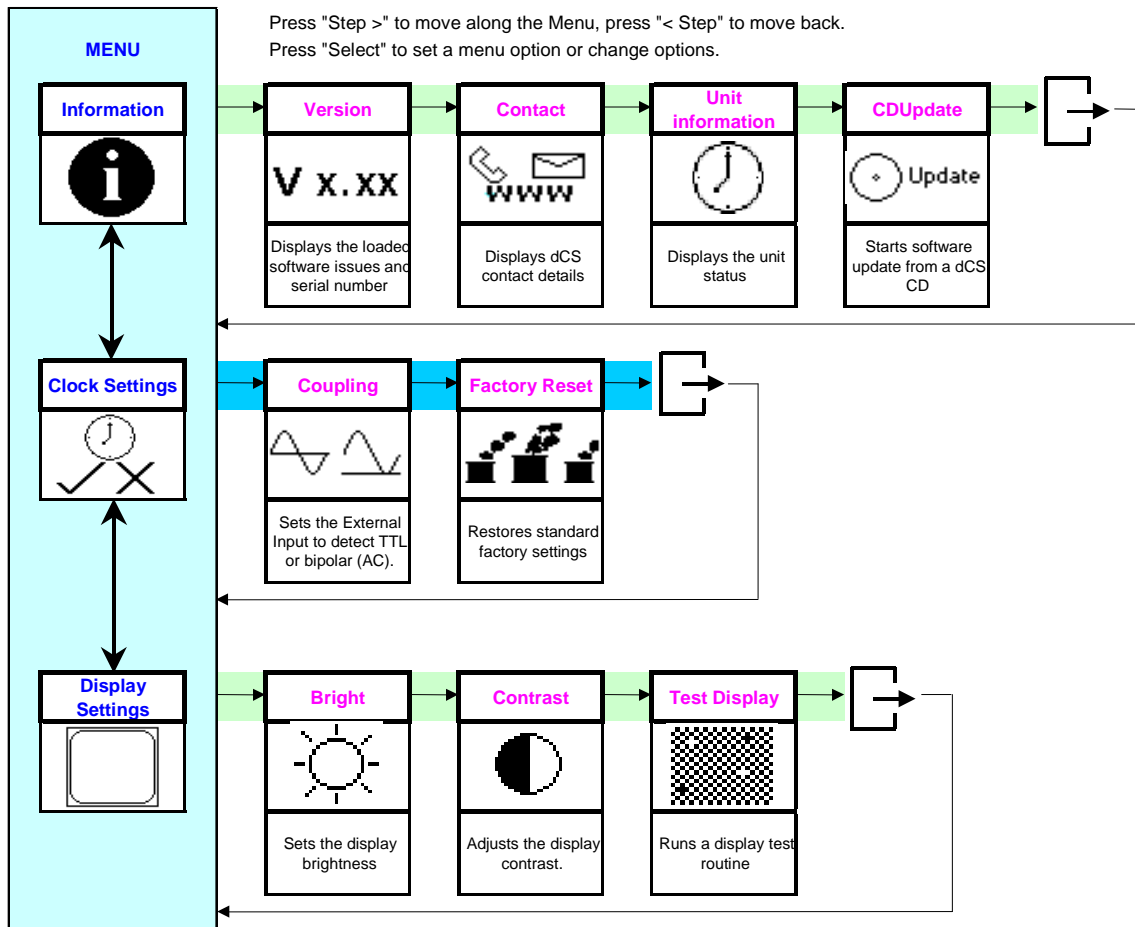 Press "Step >" to move along the Menu, press "< Step" to move back.
Press "Select" to set a menu option or change options.
MENU
Information
Version
Contact
Unit
information
CDUpdate
V x.xx
www
Update
Displays the loaded
software issues and
serial number
Displays dCS
contact details
Displays the unit
status
Starts software
update from a dCS
CD
Clock Settings
Coupling
Factory Reset
Sets the External
Input to detect TTL
or bipolar (AC).
Restores standard
factory settings
Display
Settings
Bright
Contrast
Test Display
Sets the display
brightness
Adjusts the display
contrast.
Runs a display test
routine